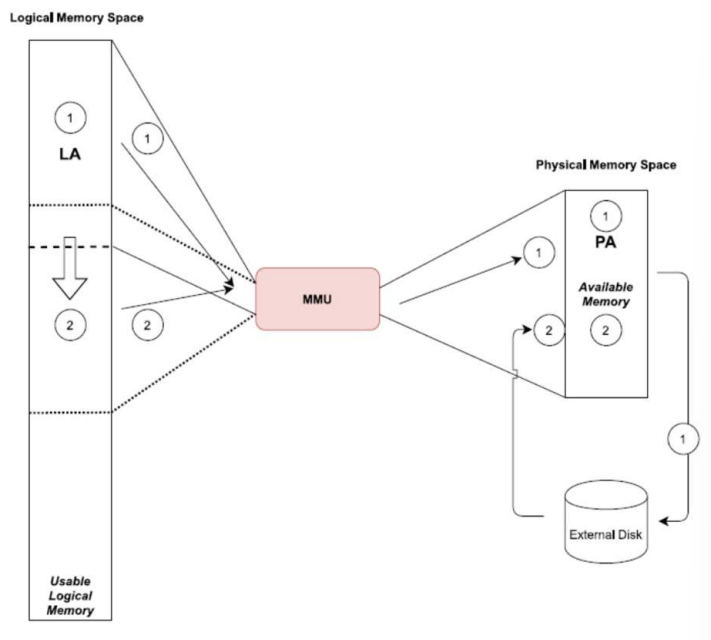 Logical Memory Space
1
LA
1
2
2
Usable
Logical
Memory
MMU
Physical Memory Space
1
PA
1
Available
Memory
2
2
1
External Disk